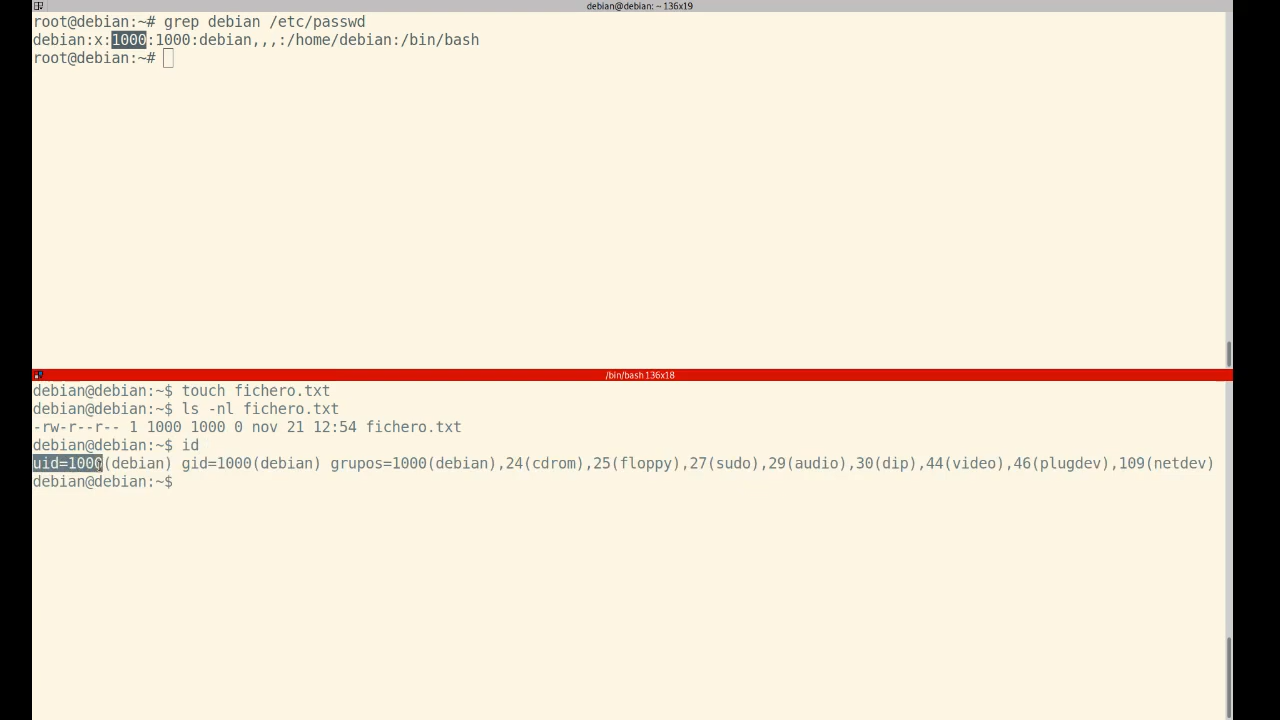 debian@debian: ~ 136x19
root@debian:~# grep debian /etc/passwd
debian:x:1000:1000:debian,,,:/home/debian:/bin/bash
root@debian:~#
/bin/bash 136x18
debian@debian:~$ touch fichero.txt
debian@debian:~$ ls -nl fichero.txt
-rw-r--r-- 1 1000 1000 0 nov 21 12:54 fichero.txt
debian@debian:~$ id
uid=1000(debian) gid=1000(debian) grupos=1000(debian),24(cdrom),25(floppy),27(sudo),29(audio),30(dip),44(video),46(plugdev),109(netdev)
debian@debian:~$